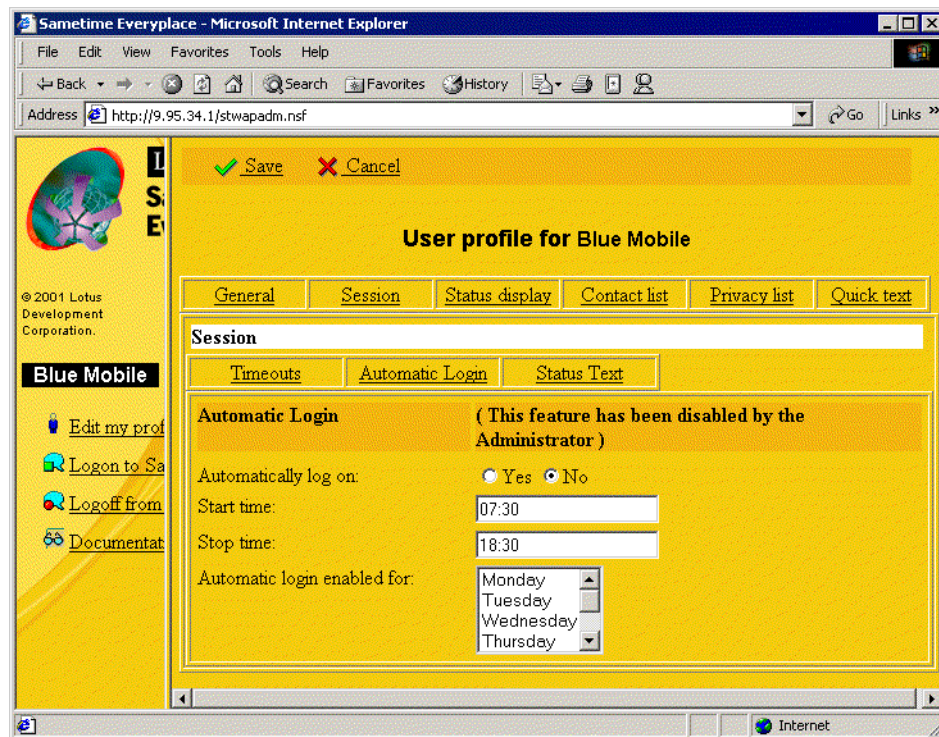 Sametime Everyplace - Microsoft Internet Explorer
File Edit View Favorites Tools Help
Back Search Favorites History
Address http://9.95.34.1/stwapadm.nsf Go Links »
L
Sa
Ev
© 2001 Lotus
Development
Corporation.
Blue Mobile
Edit my prof
Logon to Sa
Logoff from
Documentat
Save Cancel
User profile for Blue Mobile
General Session Status display Contact list Privacy list Quick text
Session
Timeouts Automatic Login Status Text
Automatic Login ( This feature has been disabled by the
Administrator )
Automatically log on: Yes No
Start time: 07:30
Stop time: 18:30
Automatic login enabled for: Monday
Tuesday
Wednesday
Thursday
Internet